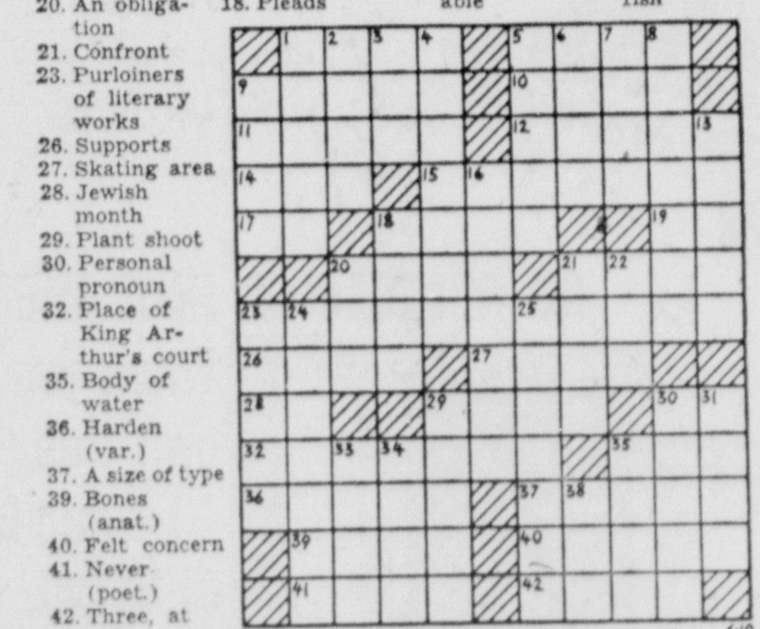 20. An obliga-
tion
21. Confront
23. Purloiners
of literary
works
26. Supports
27. Skating area
28. Jewish
month
29. Plant shoot
30. Personal
pronoun
32. Place of
King Ar-
thur's court
35. Body of
water
36. Harden
(var.)
37. A size of type
39. Bones
(anat.)
40. Felt concern
41. Never
(poet.)
42. Three, at
18. Pleads
able
fish
1 2 3 4 5 6 7 8
9 10
11 12 13
14 15 16
17 18 19
20 21 22
23 24 25
26 27
28 29 30 31
32 33 34 35
36 37 38
39 40
41 42